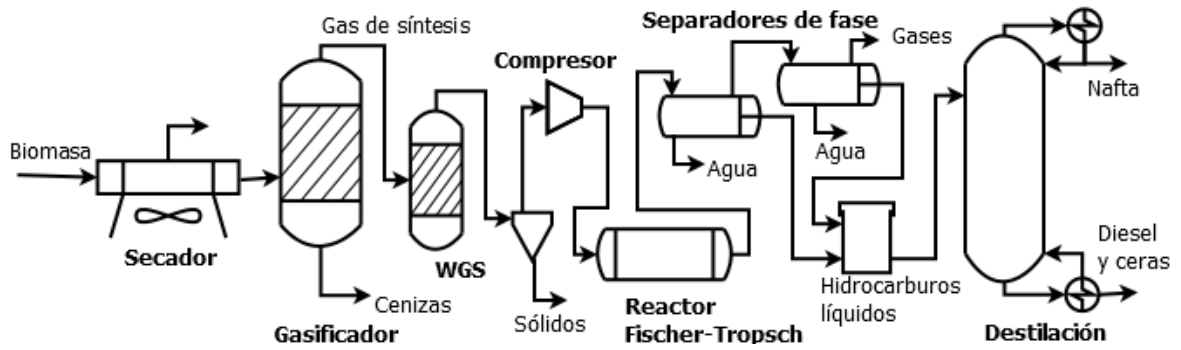 Separadores de fase
Gas de síntesis
Gases
Compresor
Nafta
Biomasa
Agua
Agua
Secador
WGS
Diesel
y ceras
Cenizas
Sólidos
Hidrocarburos
líquidos
Gasificador
Reactor
Fischer-Tropsch
Destilación